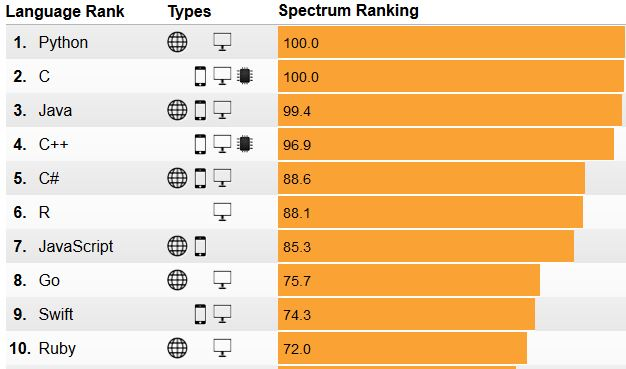 Language Rank Types Spectrum Ranking
1. Python 100.0
2. C 100.0
3. Java 99.4
4. C++ 96.9
5. C# 88.6
6. R 88.1
7. JavaScript 85.3
8. Go 75.7
9. Swift 74.3
10. Ruby 72.0